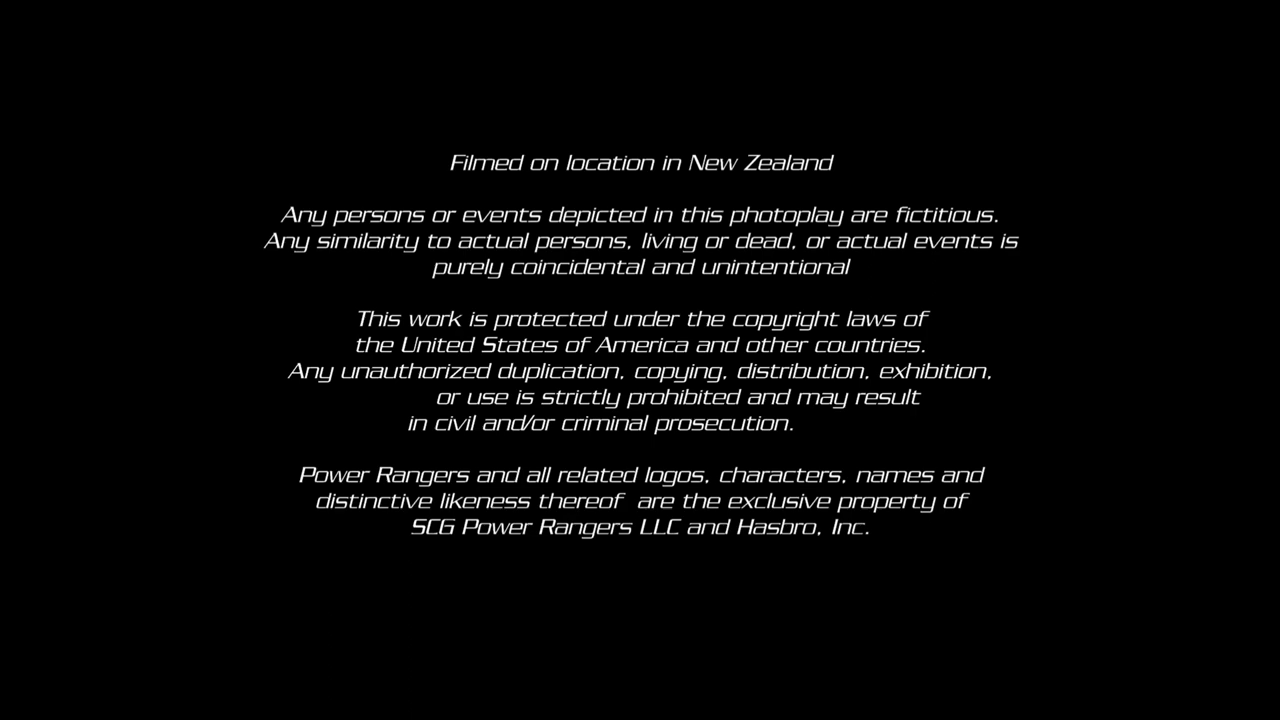 Filmed on location in New Zealand
Any persons or events depicted in this photoplay are fictitious.
Any similarity to actual persons, living or dead, or actual events is
purely coincidental and unintentional
This work is protected under the copyright laws of
the United States of America and other countries.
Any unauthorized duplication, copying, distribution, exhibition,
or use is strictly prohibited and may result
in civil and/or criminal prosecution.
Power Rangers and all related logos, characters, names and
distinctive likeness thereof are the exclusive property of
SCG Power Rangers LLC and Hasbro, Inc.